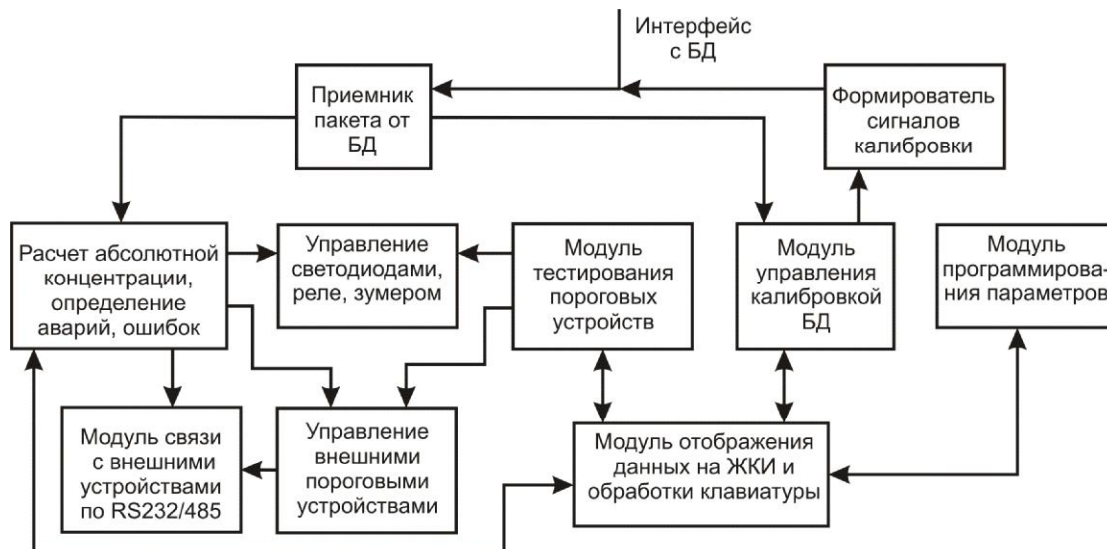 Интерфейс
с БД
Приемник
пакета от
БД
Формирователь
сигналов
калибровки
Расчет абсолютной
концентрации,
определение
аварий, ошибок
Управление
светодиодами,
реле, зумером
Модуль
тестирования
пороговых
устройств
Модуль
управления
калибровкой
БД
Модуль
программирова-
ния параметров
Модуль связи
с внешними
устройствами
по RS232/485
Управление
внешними
пороговыми
устройствами
Модуль отображения
данных на ЖКИ и
обработки клавиатуры